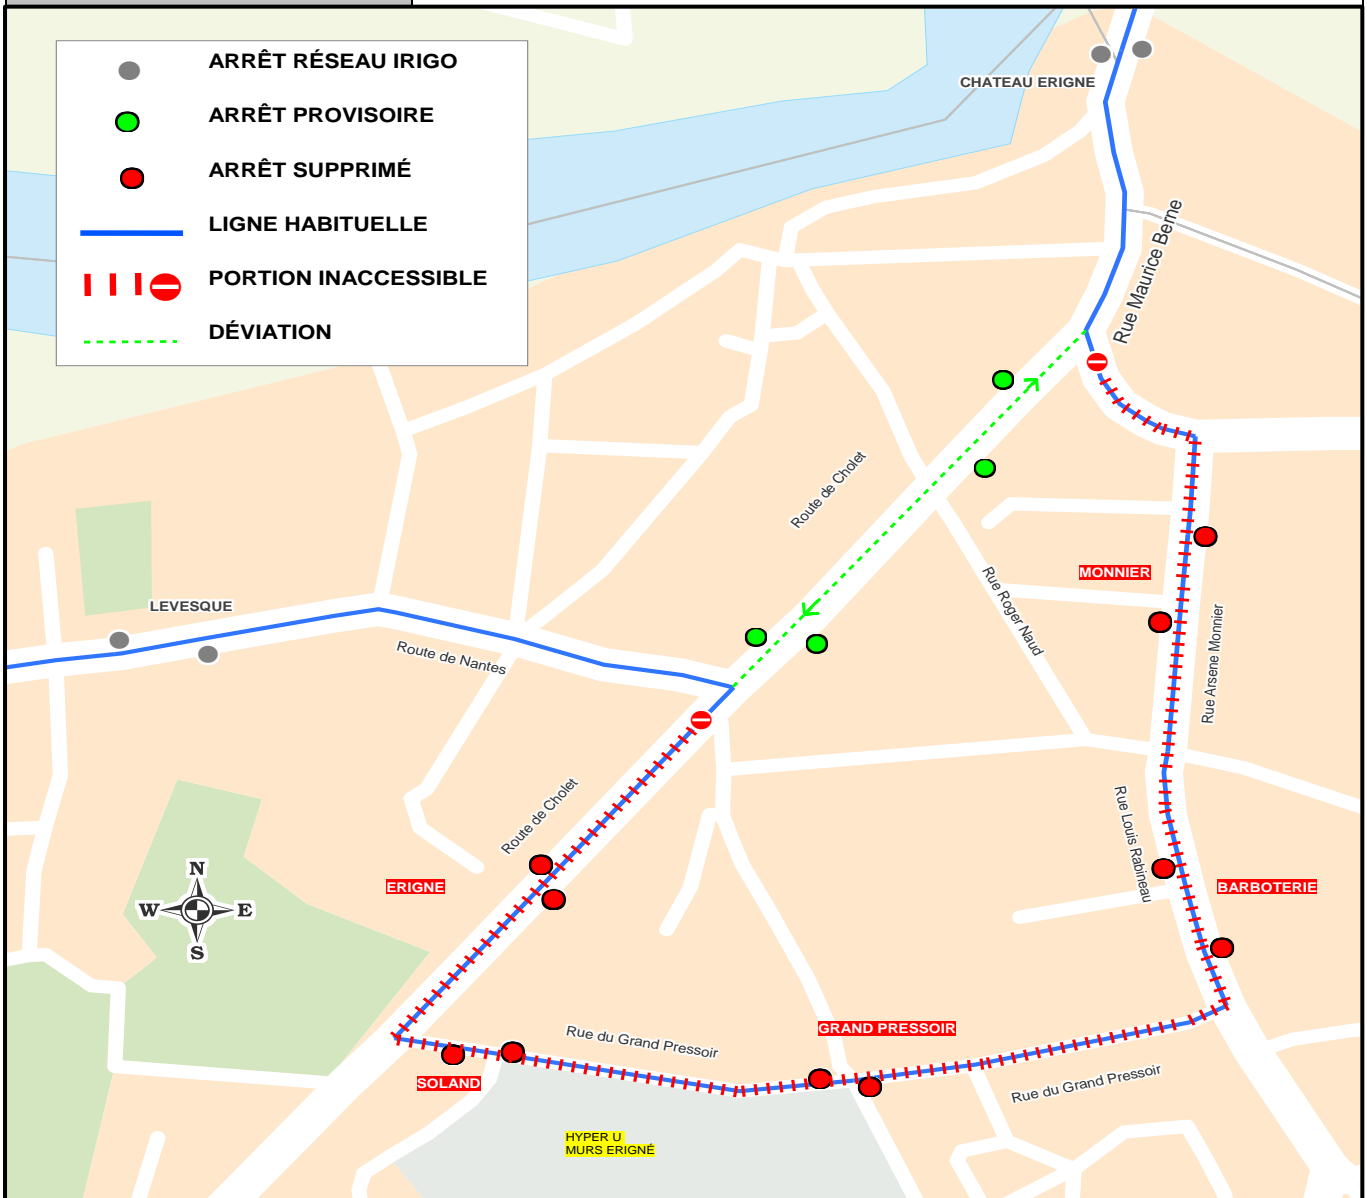 ARRÊT RÉSEAU IRIGO
ARRÊT PROVISOIRE
ARRÊT SUPPRIMÉ
LIGNE HABITUELLE
PORTION INACCESSIBLE
DÉVIATION
CHATEAU ERIGNE
Rue Maurice Berne
Route de Cholet
MONNIER
Rue Roger Naud
LEVESQUE
Route de Nantes
Rue Arsene Monnier
Route de Cholet
Rue Louis Rabineau
ERIGNE
BARBOTERIE
N
W E
S
Rue du Grand Pressoir
GRAND PRESSOIR
SOLAND
Rue du Grand Pressoir
HYPER U
MURS ERIGNÉ